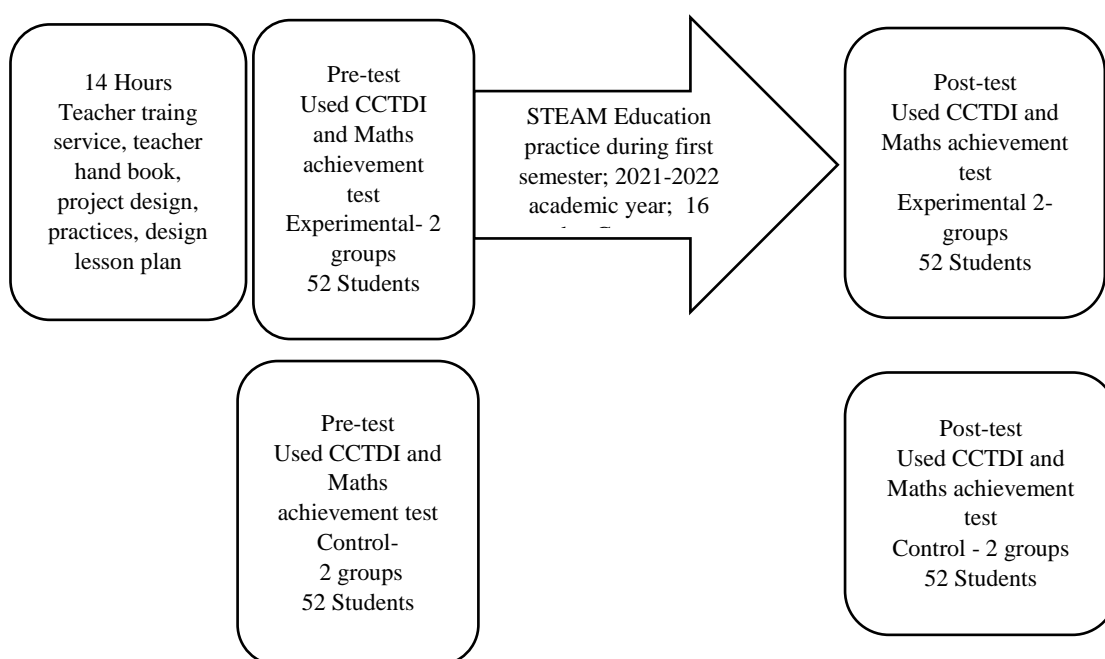 14 Hours
Teacher traing
service, teacher
hand book,
project design,
practices, design
lesson plan
Pre-test
Used CCTDI
and Maths
achievement
test
Experimental- 2
groups
52 Students
STEAM Education
practice during first
semester; 2021-2022
academic year;  16
Post-test
Used CCTDI and
Maths achievement
test
Experimental 2-
groups
52 Students
Pre-test
Used CCTDI and
Maths
achievement test
Control-
2 groups
52 Students
Post-test
Used CCTDI and
Maths achievement
test
Control - 2 groups
52 Students